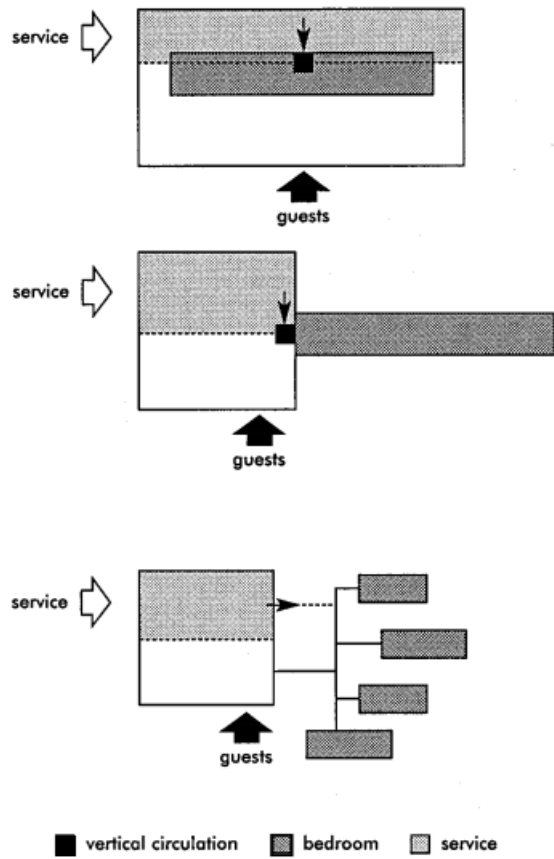 service
guests
service
guests
service
guests
vertical circulation bedroom service